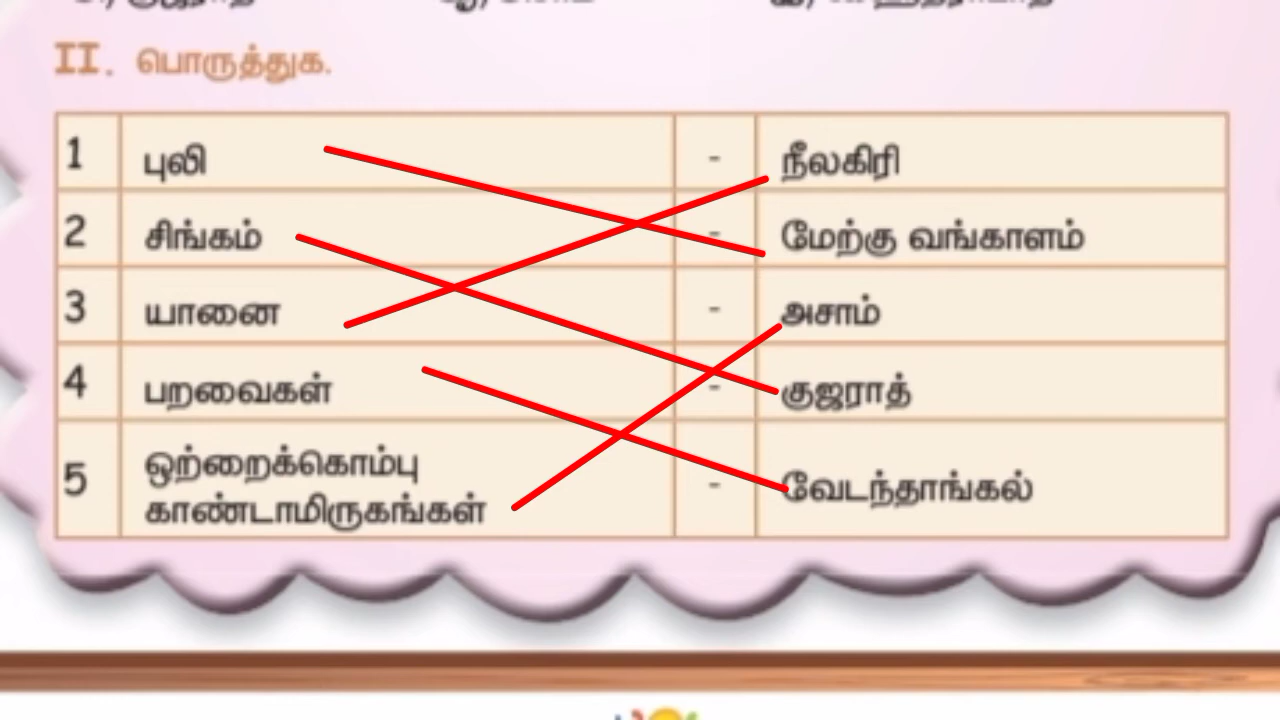 II. பொருத்துக.
1 புலி - நீலகிரி
2 சிங்கம் - மேற்கு வங்காளம்
3 யானை - அசாம்
4 பறவைகள் - குஜராத்
5 ஒற்றைக்கொம்பு
காண்டாமிருகங்கள் - வேடந்தாங்கல்